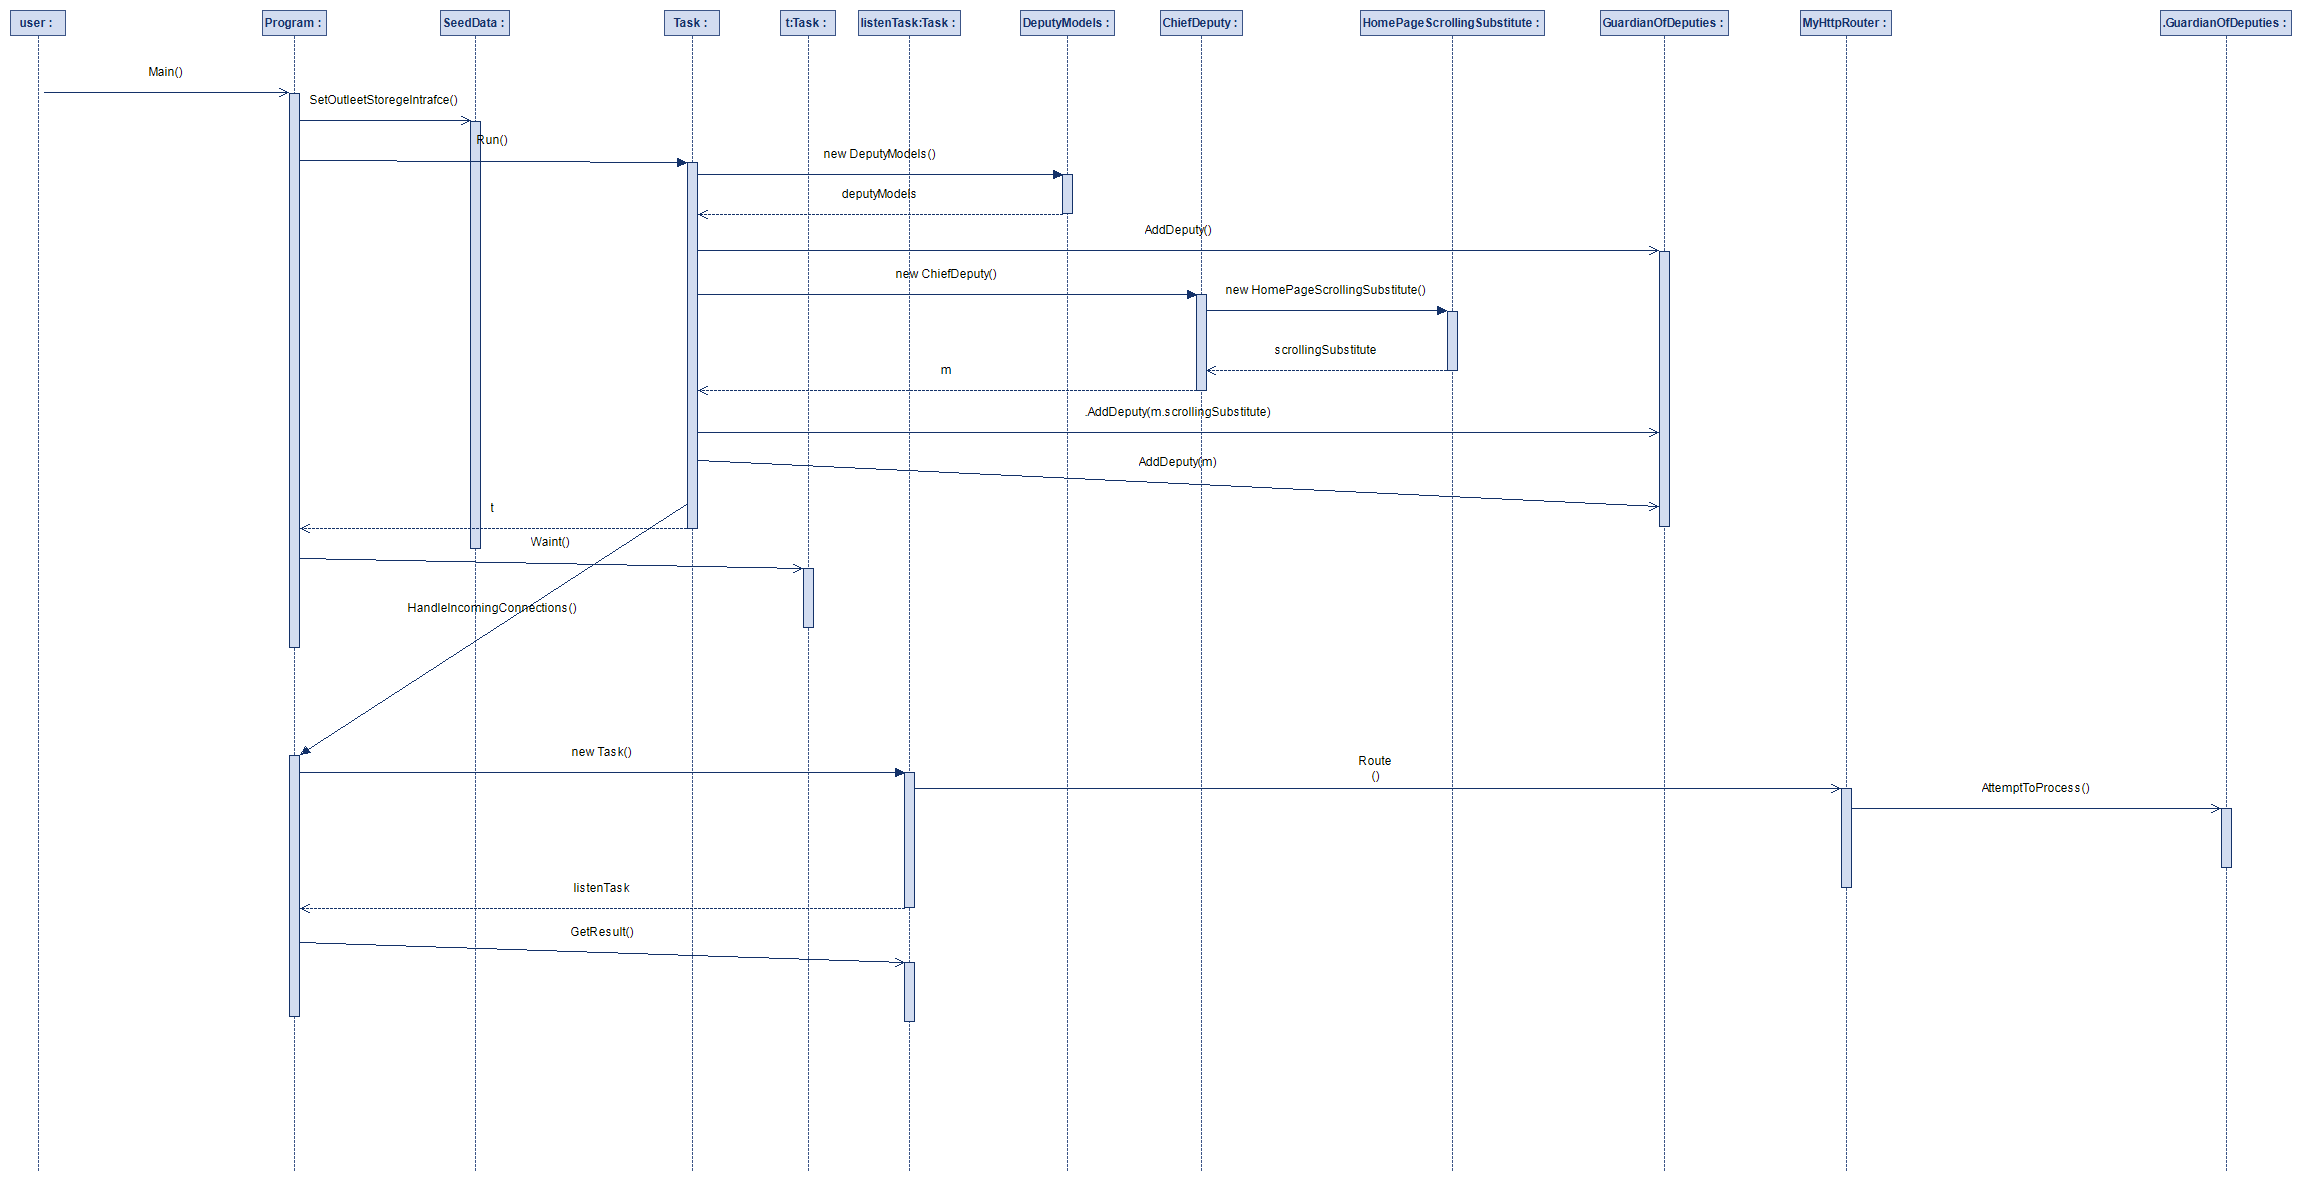 user :
Program :
SeedData :
Task :
t:Task :
listenTask:Task :
DeputyModels :
ChiefDeputy :
HomePageScrollingSubstitute :
GuardianOfDeputies :
MyHttpRouter :
.GuardianOfDeputies :
Main()
SetOutleetStoregeIntrafce()
Run()
new DeputyModels()
deputyModels
AddDeputy()
new ChiefDeputy()
new HomePageScrollingSubstitute()
scrollingSubstitute
m
.AddDeputy(m.scrollingSubstitute)
AddDeputy(m)
t
Waint()
HandleIncomingConnections()
new Task()
Route
()
AttemptToProcess()
listenTask
GetResult()